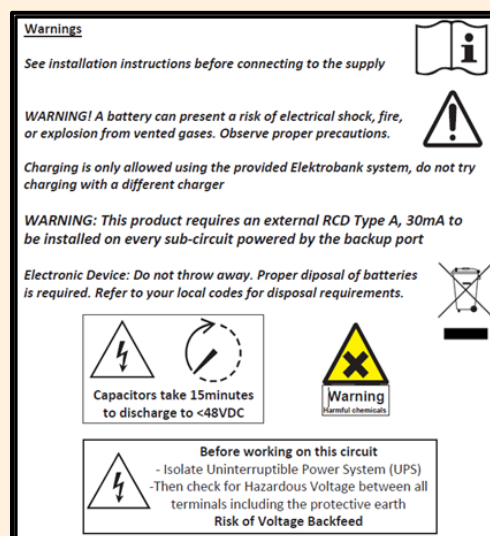 Warnings
See installation instructions before connecting to the supply
WARNING! A battery can present a risk of electrical shock, fire,
or explosion from vented gases. Observe proper precautions.
Charging is only allowed using the provided Elektrobank system, do not try
charging with a different charger
WARNING: This product requires an external RCD Type A, 30mA to
be installed on every sub-circuit powered by the backup port
Electronic Device: Do not throw away. Proper diposal of batteries
is required. Refer to your local codes for disposal requirements.
Capacitors take 15minutes
to discharge to <48VDC
Warning
Harmful chemicals
Before working on this circuit
- Isolate Uninterruptible Power System (UPS)
-Then check for Hazardous Voltage between all
terminals including the protective earth
Risk of Voltage Backfeed